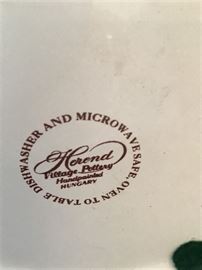 DISHWASHER AND MICROWAVE SAFE, OVEN TO TABLE
Herend
Village Pottery
Handpainted
HUNGARY